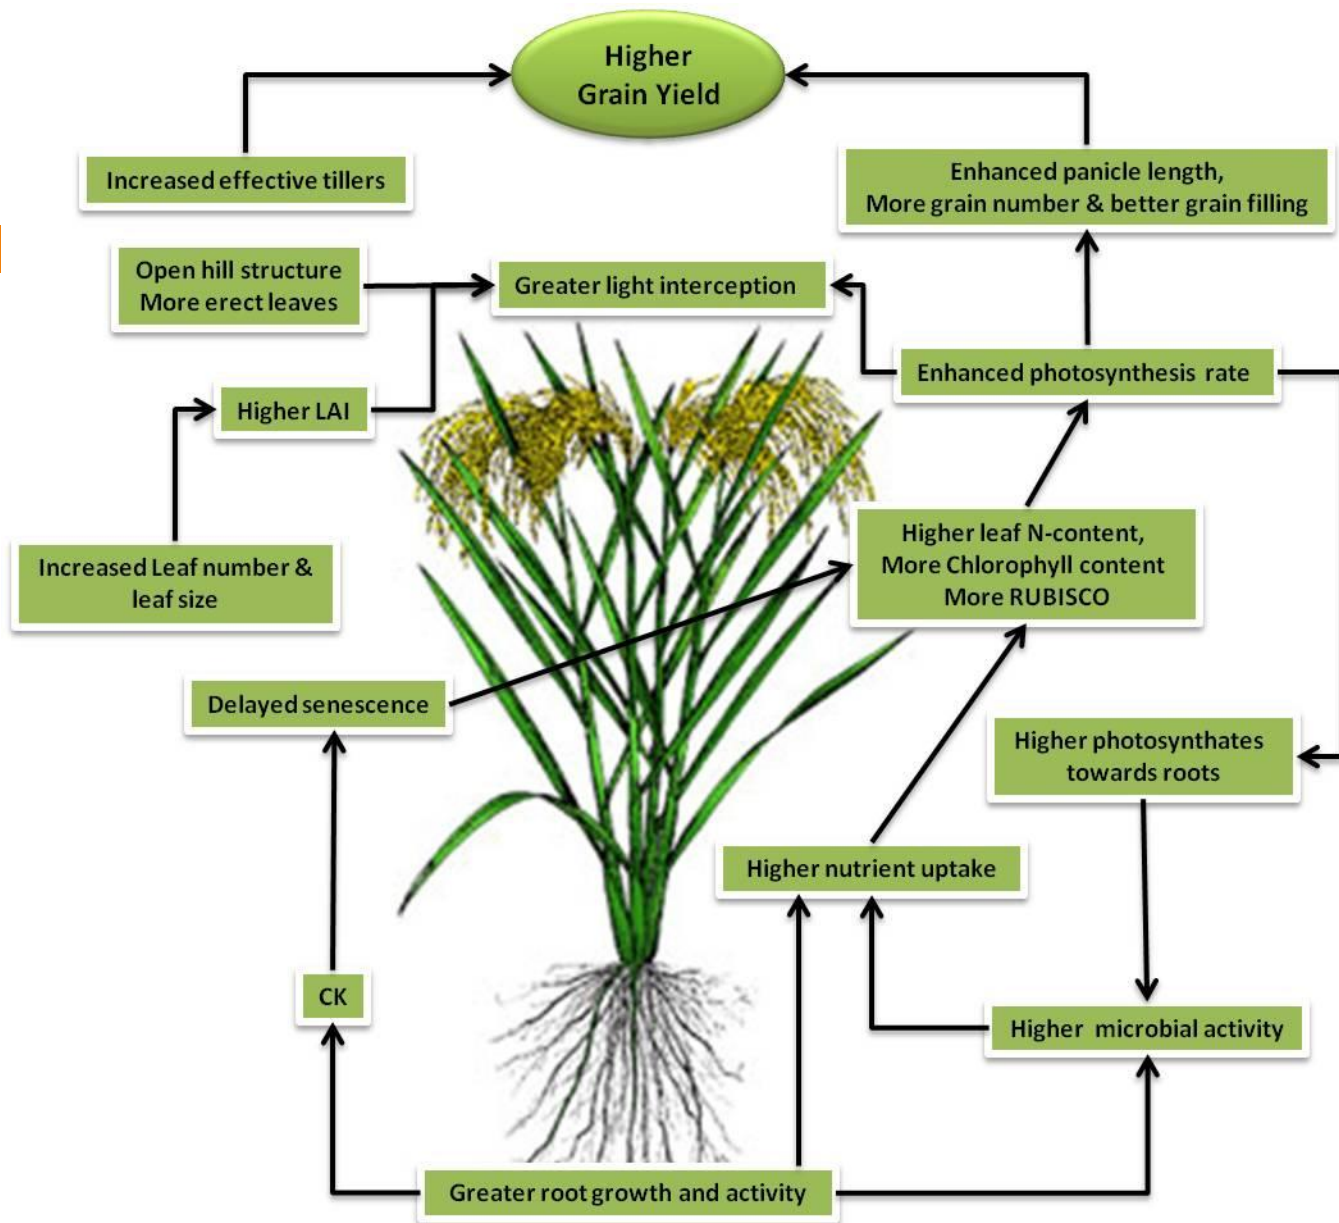 Higher
Grain Yield
Increased effective tillers
Enhanced panicle length,
More grain number & better grain filling
Open hill structure
More erect leaves
Greater light interception
Enhanced photosynthesis rate
Higher LAI
Higher leaf N-content,
More Chlorophyll content
More RUBISCO
Increased Leaf number &
leaf size
Delayed senescence
Higher photosynthates
towards roots
Higher nutrient uptake
CK
Higher microbial activity
Greater root growth and activity